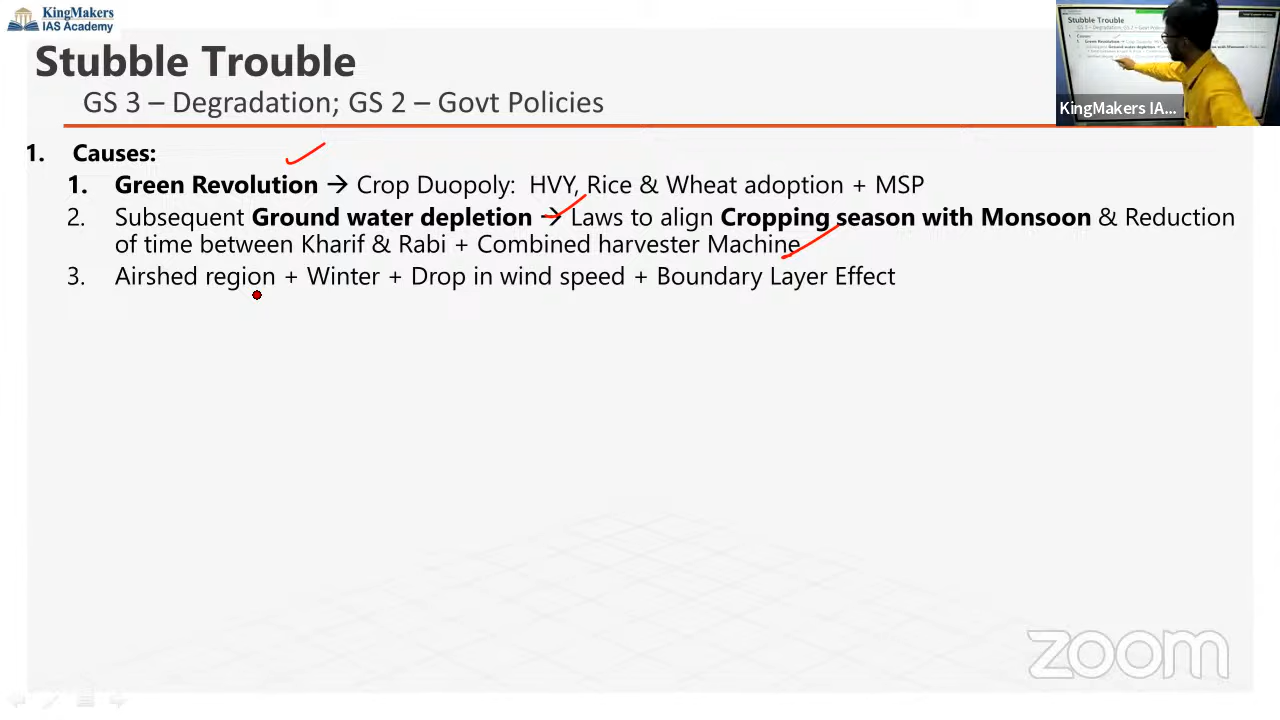 KingMakers
IAS Academy
Stubble Trouble
GS 3 – Degradation; GS 2 – Govt Policies
1. Causes:
1. Green Revolution → Crop Duopoly: HVY, Rice & Wheat adoption + MSP
2. Subsequent Ground water depletion → Laws to align Cropping season with Monsoon & Reduction
of time between Kharif & Rabi + Combined harvester Machine
3. Airshed region + Winter + Drop in wind speed + Boundary Layer Effect
Stubble Trouble
KingMakers IA...
zoom